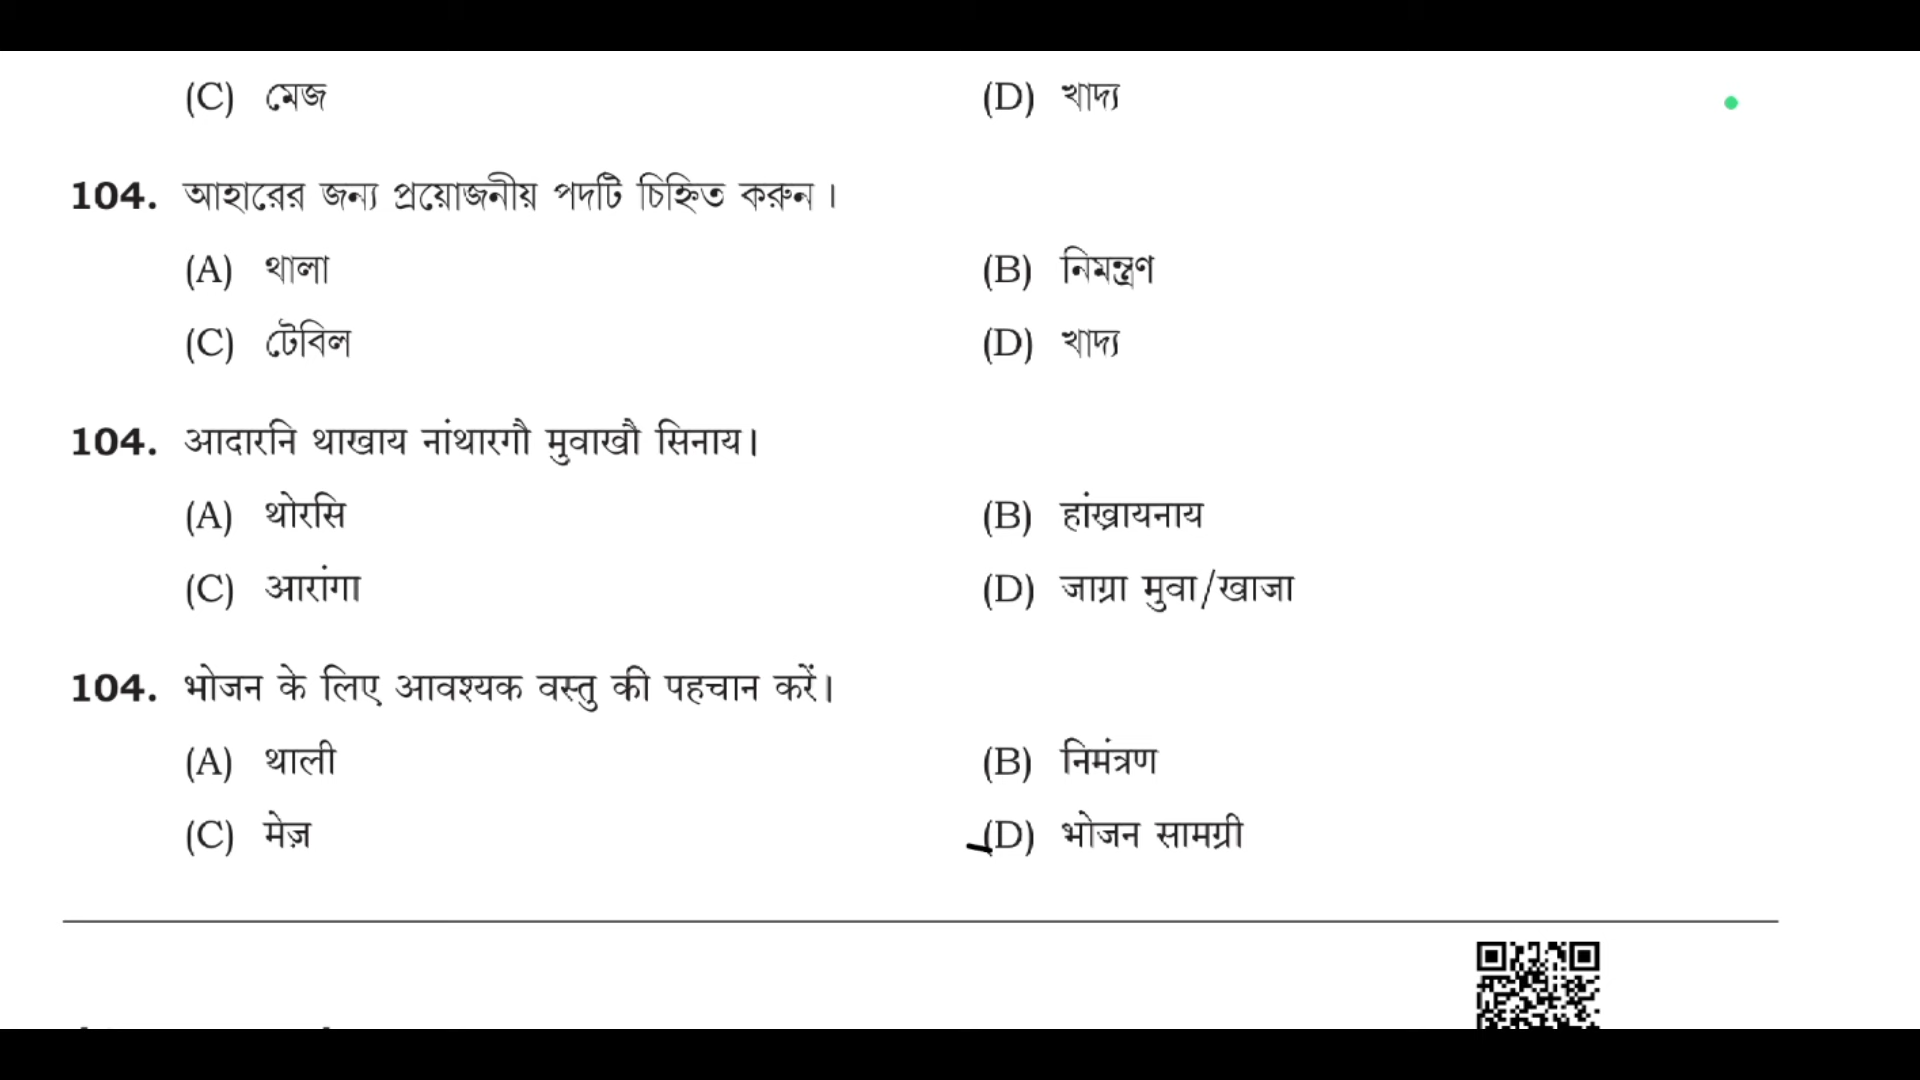 (C) মেজ (D) খাদ্য
104. আহারের জন্য প্রয়োজনীয় পদটি চিহ্নিত করুন।
(A) থালা (B) নিমন্ত্রণ
(C) টেবিল (D) খাদ্য
104. आदारनि थाखाय नांथारगौ मुवाखौ सिनाय।
(A) थोरसि (B) हांख्रायनाय
(C) आरांगा (D) जाग्रा मुवा/खाजा
104. भोजन के लिए आवश्यक वस्तु की पहचान करें।
(A) थाली (B) निमंत्रण
(C) मेज़ (D) भोजन सामग्री